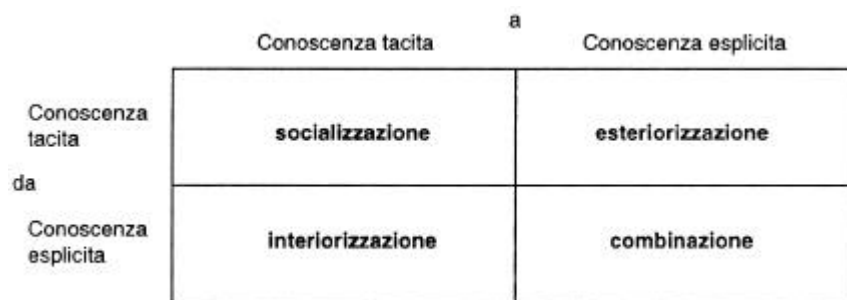 a
Conoscenza tacita Conoscenza esplicita
Conoscenza
tacita
socializzazione esteriorizzazione
da
Conoscenza
esplicita
interiorizzazione combinazione